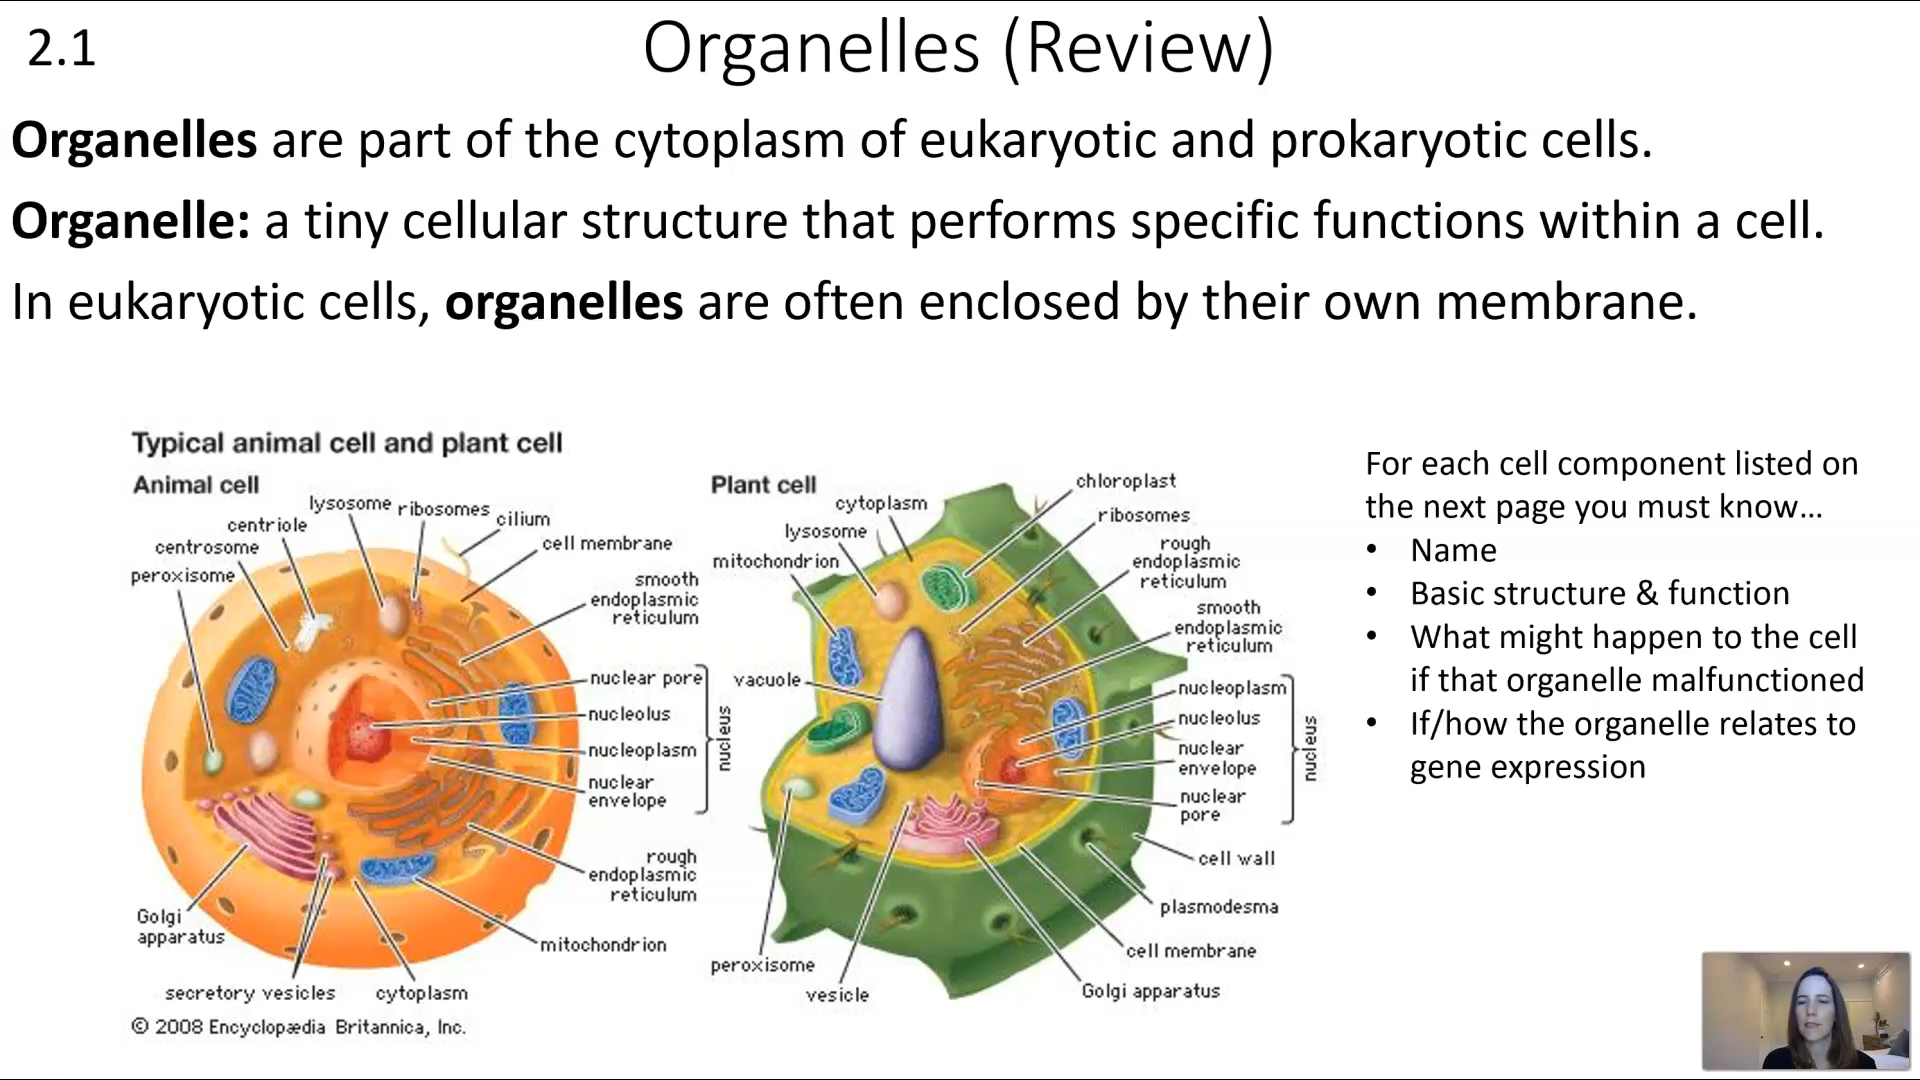 2.1
Organelles (Review)
Organelles are part of the cytoplasm of eukaryotic and prokaryotic cells.
Organelle: a tiny cellular structure that performs specific functions within a cell.
In eukaryotic cells, organelles are often enclosed by their own membrane.
Typical animal cell and plant cell
Animal cell
lysosome
ribosomes
cilium
centriole
cell membrane
centrosome
peroxisome
smooth
endoplasmic
reticulum
nuclear pore
nucleolus
nucleoplasm
nuclear
envelope
nucleus
rough
endoplasmic
reticulum
Golgi
apparatus
mitochondrion
secretory vesicles
cytoplasm
© 2008 Encyclopædia Britannica, Inc.
Plant cell
chloroplast
cytoplasm
ribosomes
lysosome
rough
endoplasmic
reticulum
mitochondrion
smooth
endoplasmic
reticulum
vacuole
nucleoplasm
nucleolus
nuclear
envelope
nuclear
pore
nucleus
cell wall
plasmodesma
cell membrane
peroxisome
vesicle
Golgi apparatus
For each cell component listed on
the next page you must know...
• Name
• Basic structure & function
• What might happen to the cell
if that organelle malfunctioned
• If/how the organelle relates to
gene expression